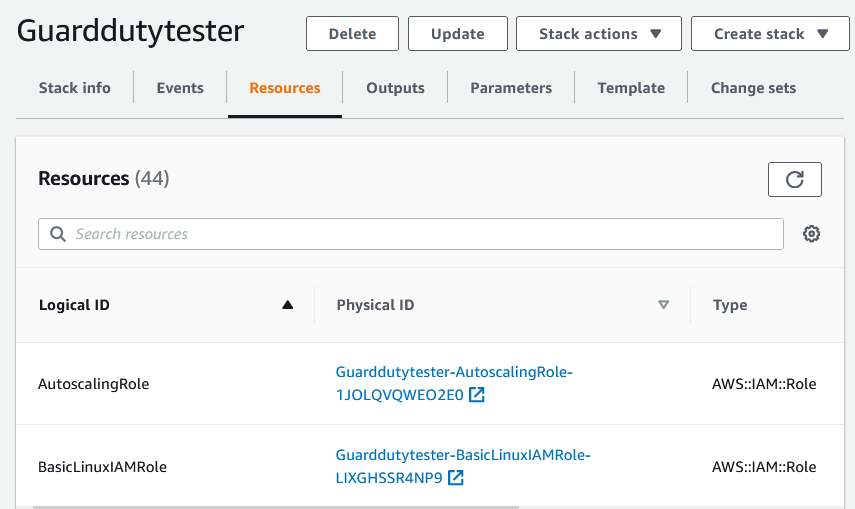 Guarddutytester
Delete
Update
Stack actions
Create stack
Stack info
Events
Resources
Outputs
Parameters
Template
Change sets
Resources (44)
Search resources
Logical ID
Physical ID
Type
AutoscalingRole
Guarddutytester-AutoscalingRole-
1JOLQVQWEO2E0
AWS::IAM::Role
BasicLinuxIAMRole
Guarddutytester-BasicLinuxIAMRole-
LIXGHSSR4NP9
AWS::IAM::Role